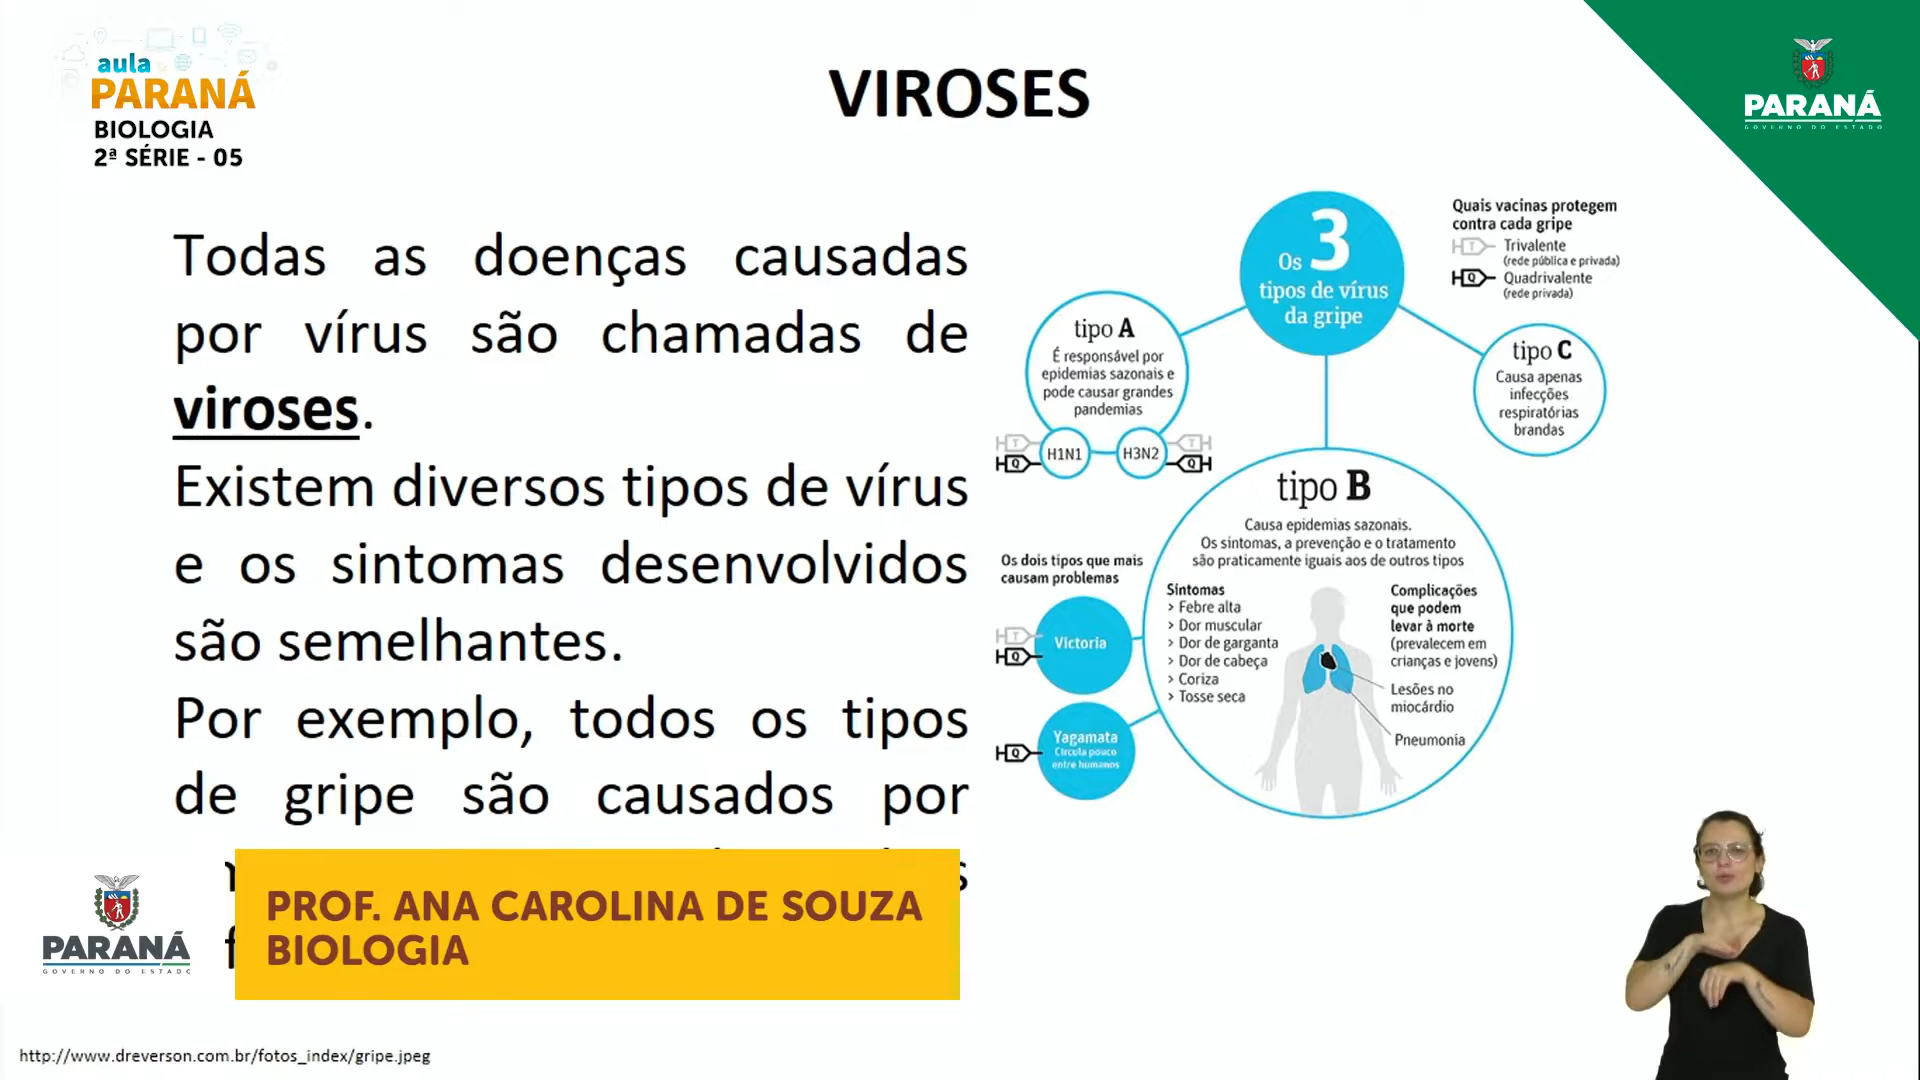 aula
PARANÁ
BIOLOGIA
2ª SÉRIE - 05
VIROSES
PARANÁ
GOVERNO DO ESTADO
Todas as doenças causadas
por vírus são chamadas de
viroses.
Existem diversos tipos de vírus
e os sintomas desenvolvidos
são semelhantes.
Por exemplo, todos os tipos
de gripe são causados por
Os 3
tipos de vírus
da gripe
Quais vacinas protegem
contra cada gripe
T Trivalente
(rede pública e privada)
Q Quadrivalente
(rede privada)
tipo A
É responsável por
epidemias sazonais e
pode causar grandes
pandemias
T
Q
H1N1
H3N2
T
Q
tipo C
Causa apenas
infecções
respiratórias
brandas
tipo B
Causa epidemias sazonais.
Os sintomas, a prevenção e o tratamento
são praticamente iguais aos de outros tipos
Os dois tipos que mais
causam problemas
T
Q
Victoria
Q
Yagamata
Circula pouco
entre humanos
Sintomas
> Febre alta
> Dor muscular
> Dor de garganta
> Dor de cabeça
> Coriza
> Tosse seca
Complicações
que podem
levar à morte
(prevalecem em
crianças e jovens)
Lesões no
miocárdio
Pneumonia
PARANÁ
GOVERNO DO ESTADO
PROF. ANA CAROLINA DE SOUZA
BIOLOGIA
http://www.dreverson.com.br/fotos_index/gripe.jpeg